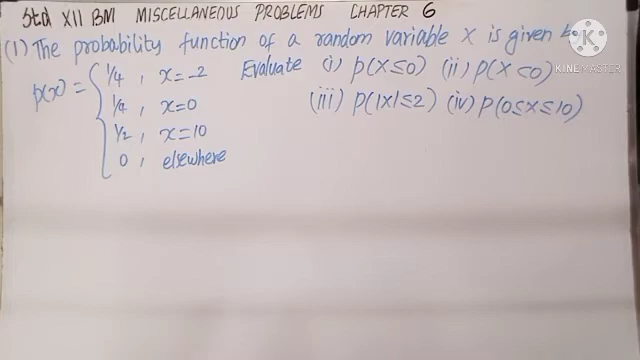 Std XII BM MISCELLANEOUS PROBLEMS CHAPTER 6
(1) The probability function of a random variable X is given
p(x) = { 1/4, x=-2 Evaluate (i) p(X≤0) (ii) p(X<0)
1/4, x=0 (iii) p(|X|≤2) (iv) p(0≤X≤10)
1/2, x=10
0, elsewhere
KINEMASTER